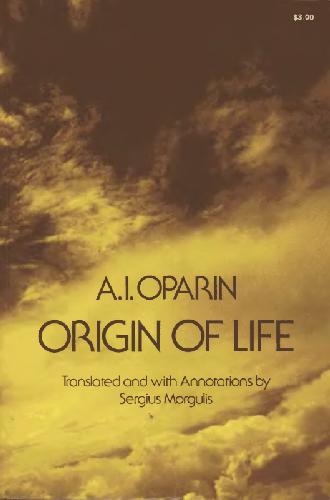 $3.00
A.I. OPARIN
ORIGIN OF LIFE
Translated and with Annotations by
Sergius Morgulis